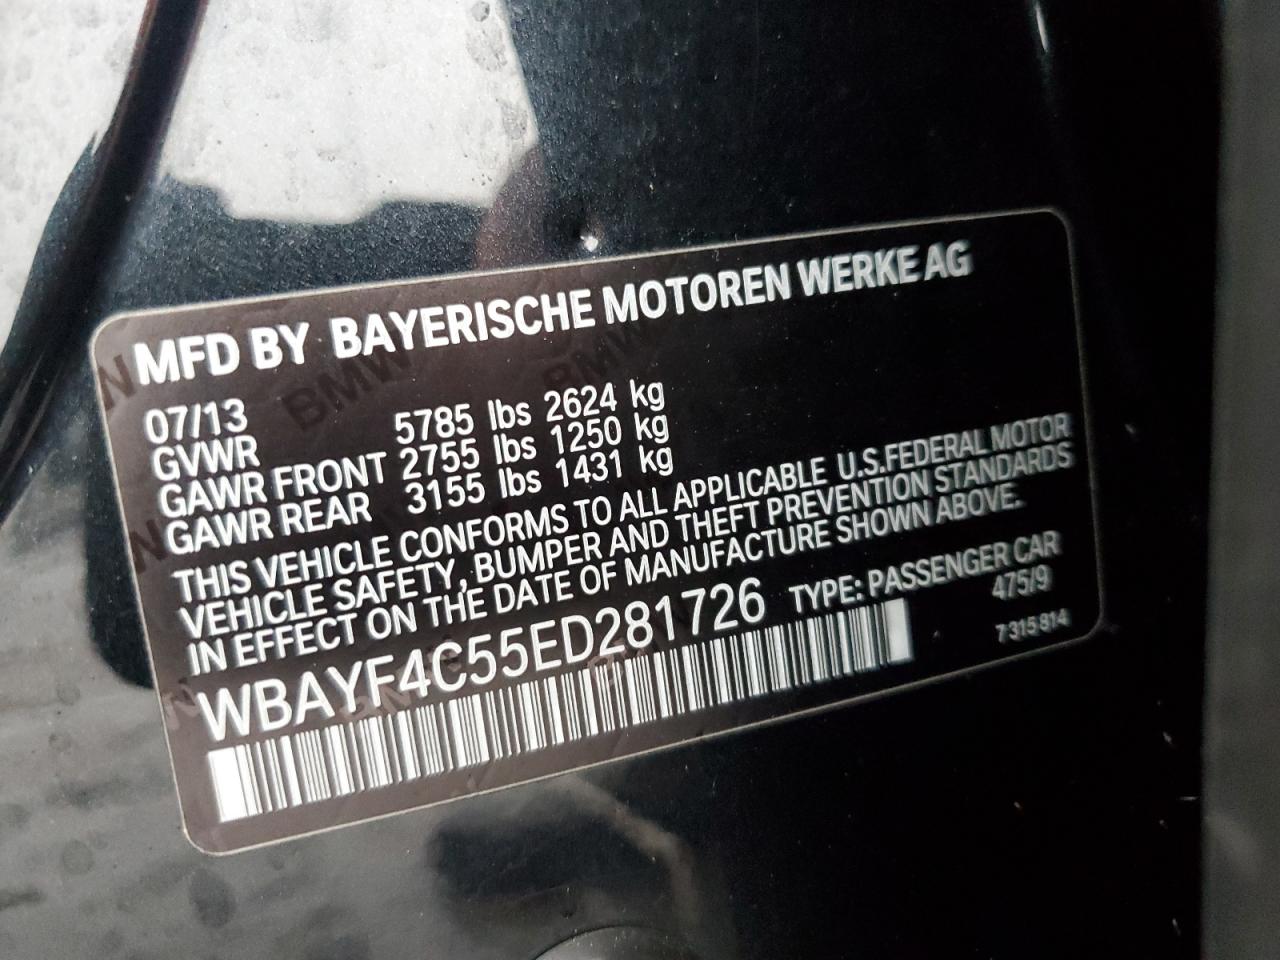 MFD BY BAYERISCHE MOTOREN WERKE AG
07/13
GVWR 5785 lbs 2624 kg
GAWR FRONT 2755 lbs 1250 kg
GAWR REAR 3155 lbs 1431 kg
THIS VEHICLE CONFORMS TO ALL APPLICABLE U.S.FEDERAL MOTOR
VEHICLE SAFETY, BUMPER AND THEFT PREVENTION STANDARDS
IN EFFECT ON THE DATE OF MANUFACTURE SHOWN ABOVE.
WBAYF4C55ED281726 TYPE: PASSENGER CAR
475/9
7 315 814
BMW
BMW